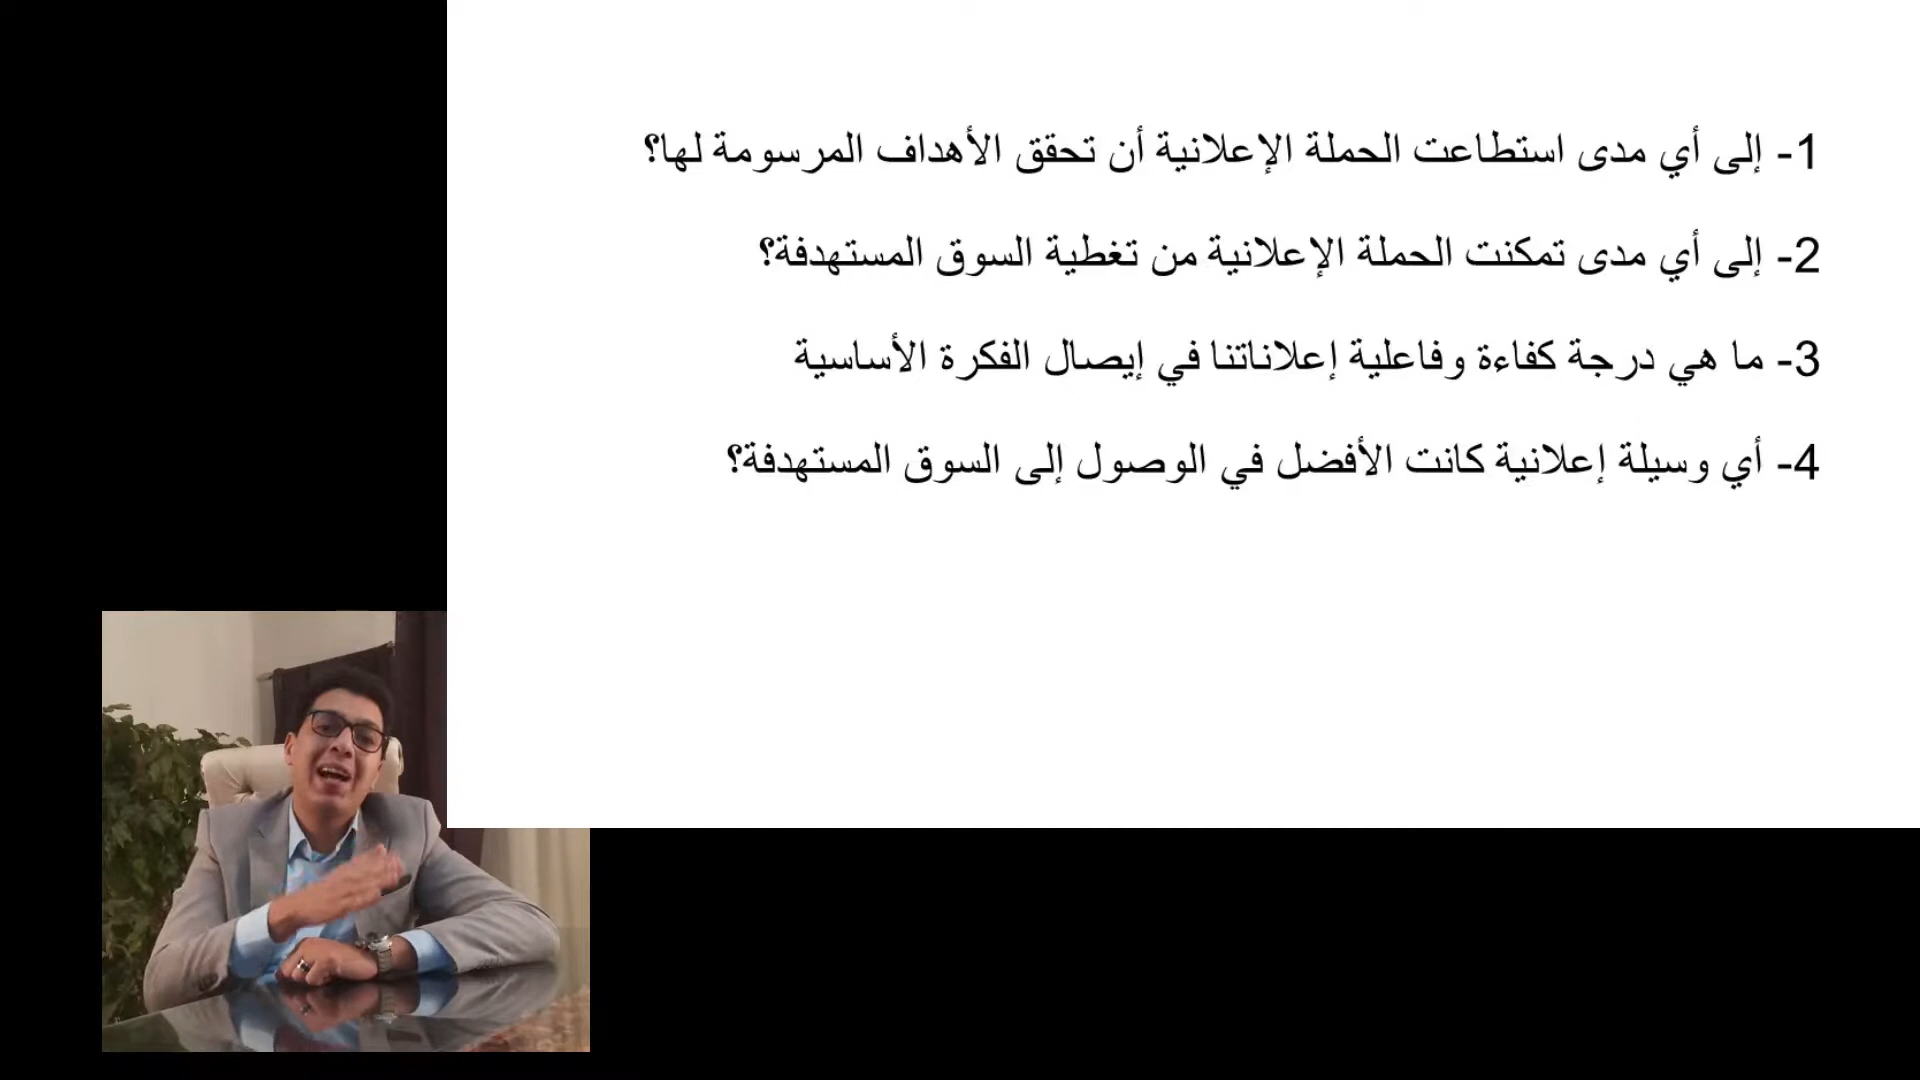 1- إلى أي مدى استطاعت الحملة الإعلانية أن تحقق الأهداف المرسومة لها؟
2- إلى أي مدى تمكنت الحملة الإعلانية من تغطية السوق المستهدفة؟
3- ما هي درجة كفاءة وفاعلية إعلاناتنا في إيصال الفكرة الأساسية
4- أي وسيلة إعلانية كانت الأفضل في الوصول إلى السوق المستهدفة؟